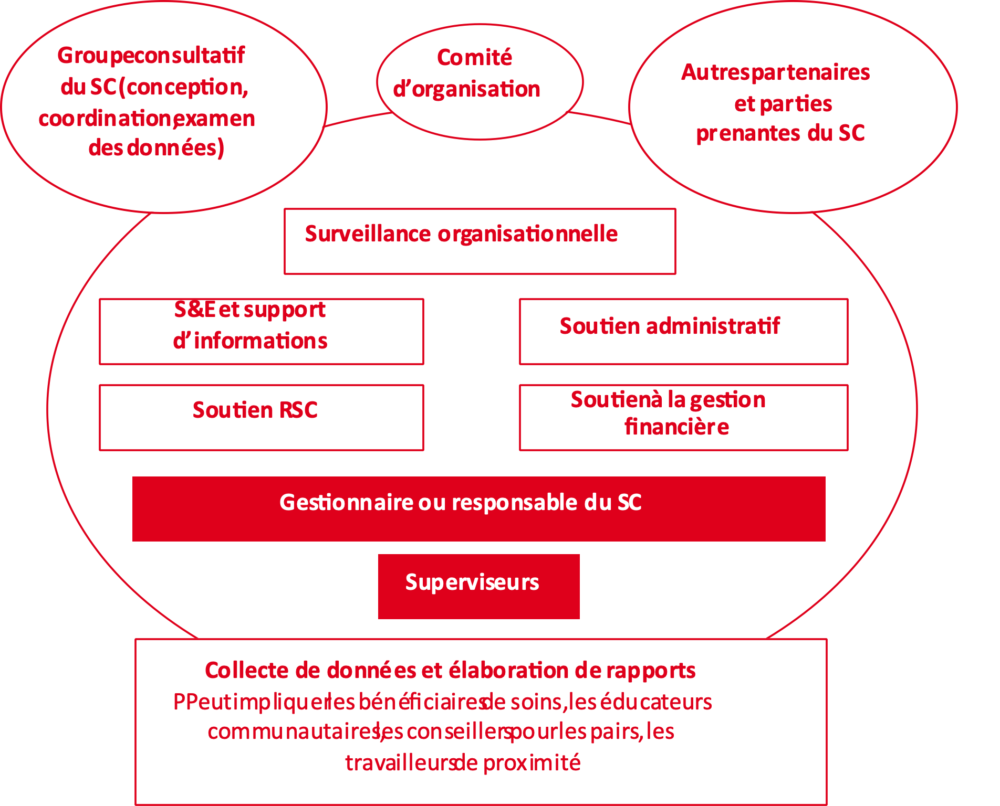 Groupe consultatif
du SC (conception,
coordination, examen
des données)
Comité
d’organisation
Autres partenaires
et parties
prenantes du SC
Surveillance organisationnelle
S&E et support
d’informations
Soutien administratif
Soutien RSC
Soutien à la gestion
financière
Gestionnaire ou responsable du SC
Superviseurs
Collecte de données et élaboration de rapports
PPeut impliquer les bénéficiaires de soins, les éducateurs
communautaires, les conseillers pour les pairs, les
travailleurs de proximité